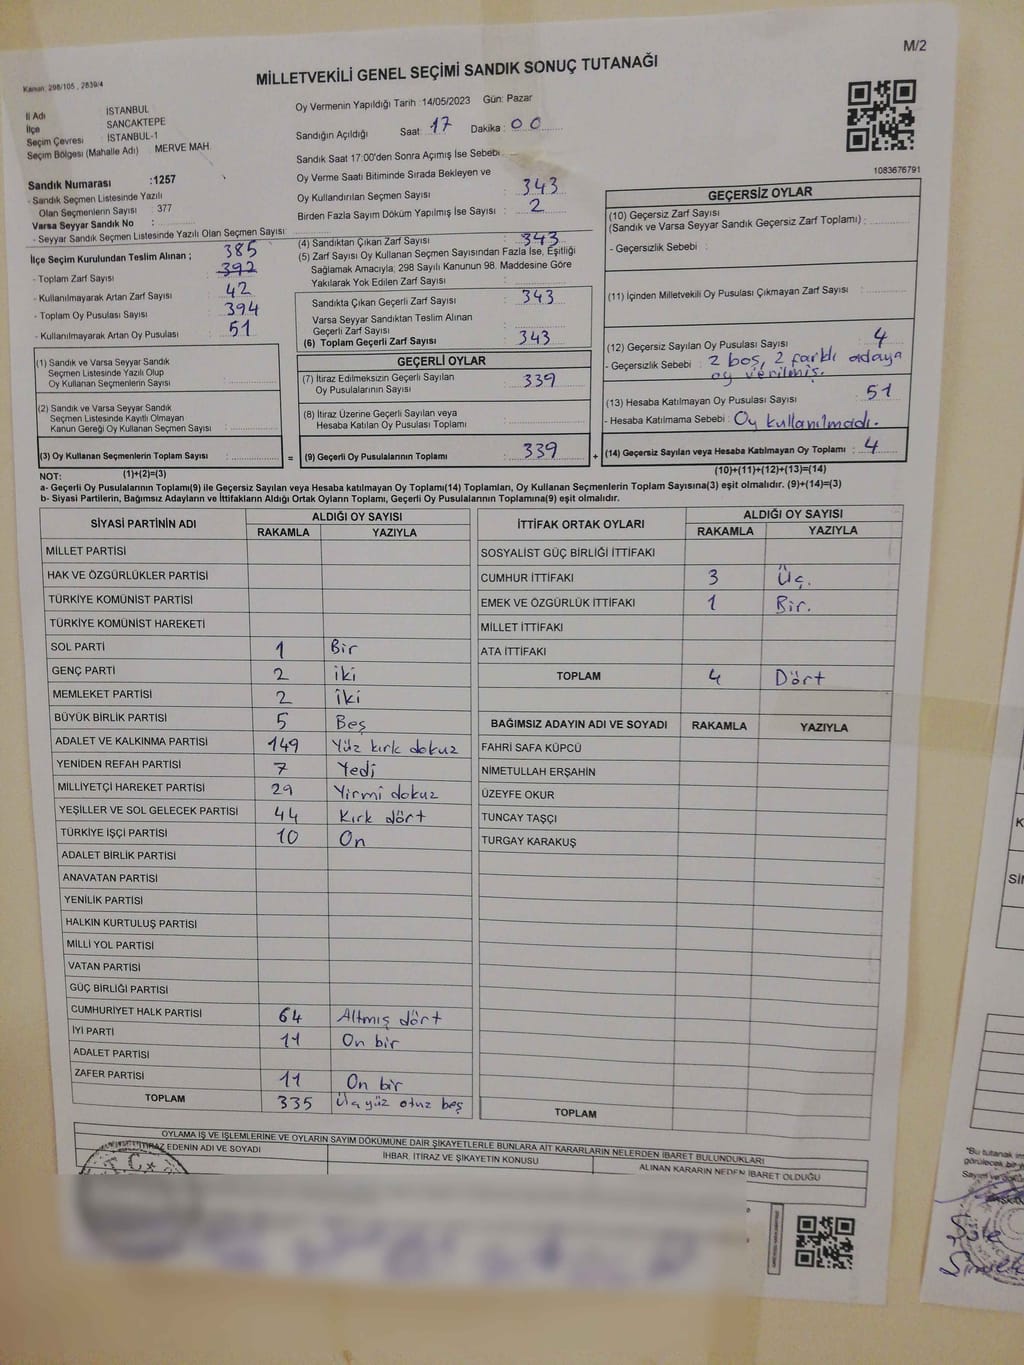 M/2
Kanun, 298/105 , 2839/4
MİLLETVEKİLİ GENEL SEÇİMİ SANDIK SONUÇ TUTANAĞI
İl Adı : İSTANBUL
İlçe : SANCAKTEPE
Seçim Çevresi : İSTANBUL-1
Seçim Bölgesi (Mahalle Adı) MERVE MAH.
Sandık Numarası :1257
- Sandık Seçmen Listesinde Yazılı
Olan Seçmenlerin Sayısı : 377
Varsa Seyyar Sandık No :
- Seyyar Sandık Seçmen Listesinde Yazılı Olan Seçmen Sayısı:
İlçe Seçim Kurulundan Teslim Alınan ; 385
- Toplam Zarf Sayısı : 392
- Kullanılmayarak Artan Zarf Sayısı : 42
- Toplam Oy Pusulası Sayısı : 394
- Kullanılmayarak Artan Oy Pusulası : 51
Oy Vermenin Yapıldığı Tarih :14/05/2023 Gün: Pazar
Sandığın Açıldığı Saat: 17 Dakika: 00
Sandık Saat 17:00'den Sonra Açımış İse Sebebi:
Oy Verme Saati Bitiminde Sırada Bekleyen ve
Oy Kullandırılan Seçmen Sayısı : 343
Birden Fazla Sayım Döküm Yapılmış İse Sayısı : 2
(4) Sandıktan Çıkan Zarf Sayısı : 343
(5) Zarf Sayısı Oy Kullanan Seçmen Sayısından Fazla İse, Eşitliği
Sağlamak Amacıyla; 298 Sayılı Kanunun 98. Maddesine Göre
Yakılarak Yok Edilen Zarf Sayısı :
Sandıkta Çıkan Geçerli Zarf Sayısı : 343
Varsa Seyyar Sandıktan Teslim Alınan
Geçerli Zarf Sayısı :
(6) Toplam Geçerli Zarf Sayısı : 343
1083676791
GEÇERSİZ OYLAR
(10) Geçersiz Zarf Sayısı
(Sandık ve Varsa Seyyar Sandık Geçersiz Zarf Toplamı) :
- Geçersizlik Sebebi :
(11) İçinden Milletvekili Oy Pusulası Çıkmayan Zarf Sayısı :
(12) Geçersiz Sayılan Oy Pusulası Sayısı : 4
- Geçersizlik Sebebi : 2 boş, 2 farklı adaya
oy verilmiş.
(13) Hesaba Katılmayan Oy Pusulası Sayısı : 51
- Hesaba Katılmama Sebebi : Oy kullanılmadı.
(14) Geçersiz Sayılan veya Hesaba Katılmayan Oy Toplamı : 4
(10)+(11)+(12)+(13)=(14)
(1) Sandık ve Varsa Seyyar Sandık
Seçmen Listesinde Yazılı Olup
Oy Kullanan Seçmenlerin Sayısı :
(2) Sandık ve Varsa Seyyar Sandık
Seçmen Listesinde Kayıtlı Olmayan
Kanun Gereği Oy Kullanan Seçmen Sayısı :
(3) Oy Kullanan Seçmenlerin Toplam Sayısı :
(1)+(2)=(3)
=
GEÇERLİ OYLAR
(7) İtiraz Edilmeksizin Geçerli Sayılan
Oy Pusulalarının Sayısı : 339
(8) İtiraz Üzerine Geçerli Sayılan veya
Hesaba Katılan Oy Pusulası Toplamı :
(9) Geçerli Oy Pusulalarının Toplamı : 339
+
NOT:
a- Geçerli Oy Pusulalarının Toplamı(9) ile Geçersiz Sayılan veya Hesaba Katılmayan Oy Toplamı(14) Toplamları, Oy Kullanan Seçmenlerin Toplam Sayısına(3) eşit olmalıdır. (9)+(14)=(3)
b- Siyasi Partilerin, Bağımsız Adayların ve İttifakların Aldığı Ortak Oyların Toplamı, Geçerli Oy Pusulalarının Toplamına(9) eşit olmalıdır.
SİYASİ PARTİNİN ADI ALDIĞI OY SAYISI
RAKAMLA YAZIYLA
MİLLET PARTİSİ
HAK VE ÖZGÜRLÜKLER PARTİSİ
TÜRKİYE KOMÜNİST PARTİSİ
TÜRKİYE KOMÜNİST HAREKETİ
SOL PARTİ 1 Bir
GENÇ PARTİ 2 İki
MEMLEKET PARTİSİ 2 İki
BÜYÜK BİRLİK PARTİSİ 5 Beş
ADALET VE KALKINMA PARTİSİ 149 Yüz kırk dokuz
YENİDEN REFAH PARTİSİ 7 Yedi
MİLLİYETÇİ HAREKET PARTİSİ 29 Yirmi dokuz
YEŞİLLER VE SOL GELECEK PARTİSİ 44 Kırk dört
TÜRKİYE İŞÇİ PARTİSİ 10 On
ADALET BİRLİK PARTİSİ
ANAVATAN PARTİSİ
YENİLİK PARTİSİ
HALKIN KURTULUŞ PARTİSİ
MİLLİ YOL PARTİSİ
VATAN PARTİSİ
GÜÇ BİRLİĞİ PARTİSİ
CUMHURİYET HALK PARTİSİ 64 Altmış dört
İYİ PARTİ 11 On bir
ADALET PARTİSİ
ZAFER PARTİSİ 11 On bir
TOPLAM 335 Üç yüz otuz beş
İTTİFAK ORTAK OYLARI ALDIĞI OY SAYISI
RAKAMLA YAZIYLA
SOSYALİST GÜÇ BİRLİĞİ İTTİFAKI
CUMHUR İTTİFAKI 3 Üç.
EMEK VE ÖZGÜRLÜK İTTİFAKI 1 Bir.
MİLLET İTTİFAKI
ATA İTTİFAKI
TOPLAM 4 Dört
BAĞIMSIZ ADAYIN ADI VE SOYADI RAKAMLA YAZIYLA
FAHRİ SAFA KÜPCÜ
NİMETULLAH ERŞAHİN
ÜZEYFE OKUR
TUNCAY TAŞÇI
TURGAY KARAKUŞ
TOPLAM
OYLAMA İŞ VE İŞLEMLERİNE VE OYLARIN SAYIM DÖKÜMÜNE DAİR ŞİKAYETLERLE BUNLARA AİT KARARLARIN NELERDEN İBARET BULUNDUKLARI
İTİRAZ EDENİN ADI VE SOYADI
İHBAR, İTİRAZ VE ŞİKAYETİN KONUSU
ALINAN KARARIN NEDEN İBARET OLDUĞU
T.C.
"Bu tutanak
görülecek bir
Şule